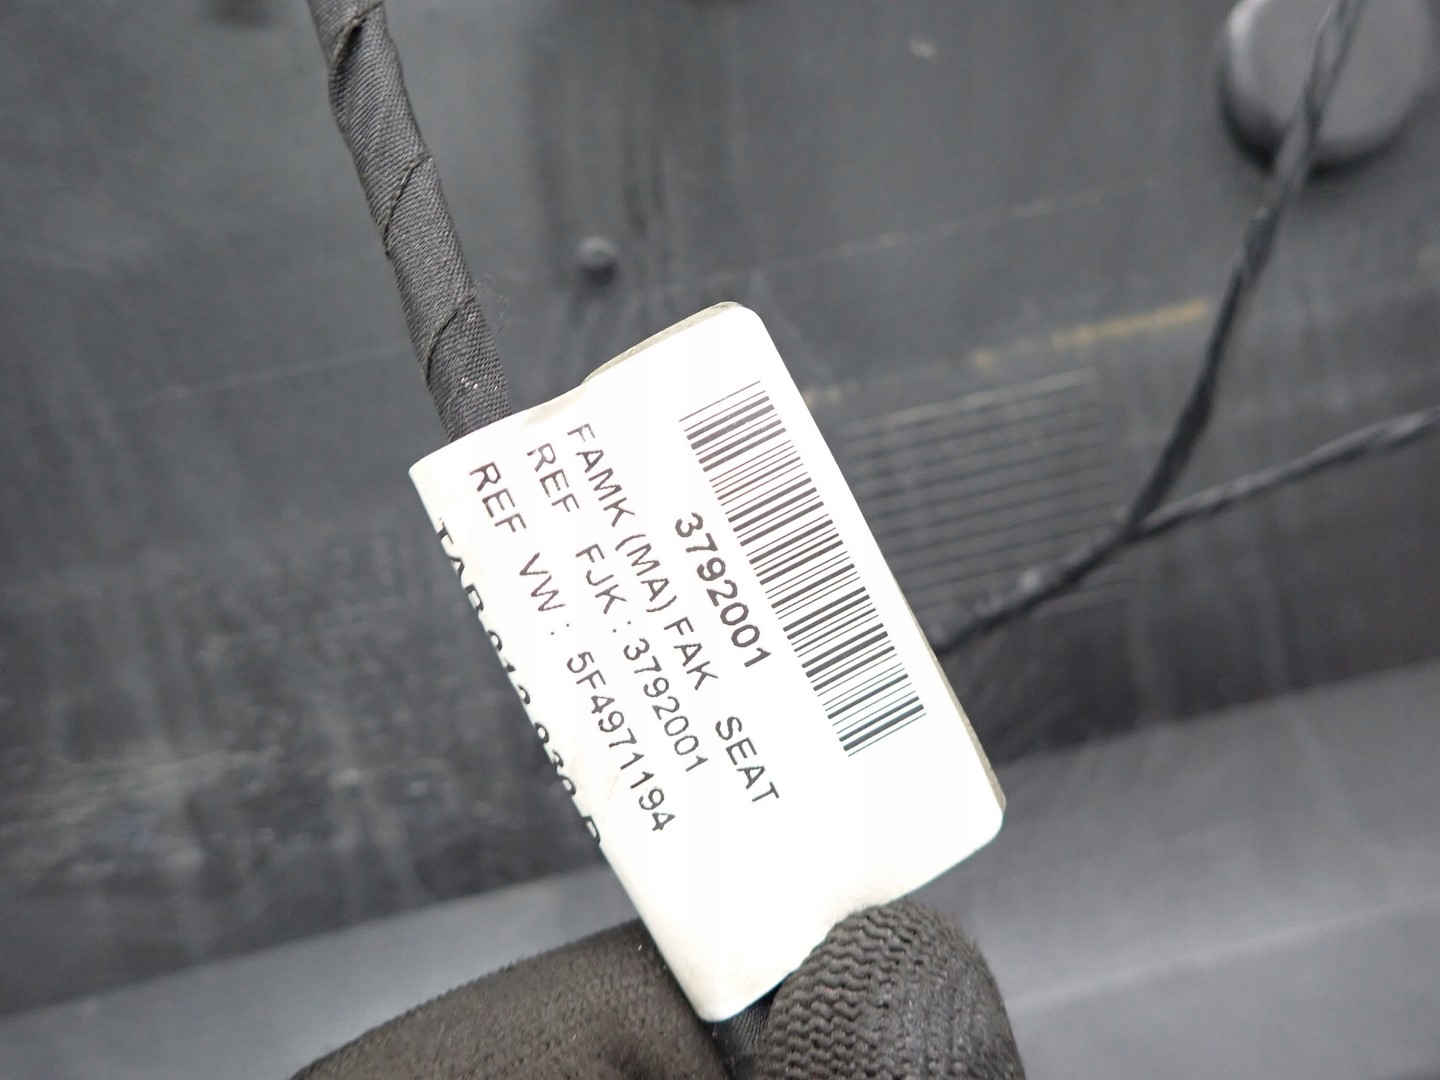 3792001
FAMK (MA) FAK SEAT
REF FJK : 3792001
REF VW : 5F4971194